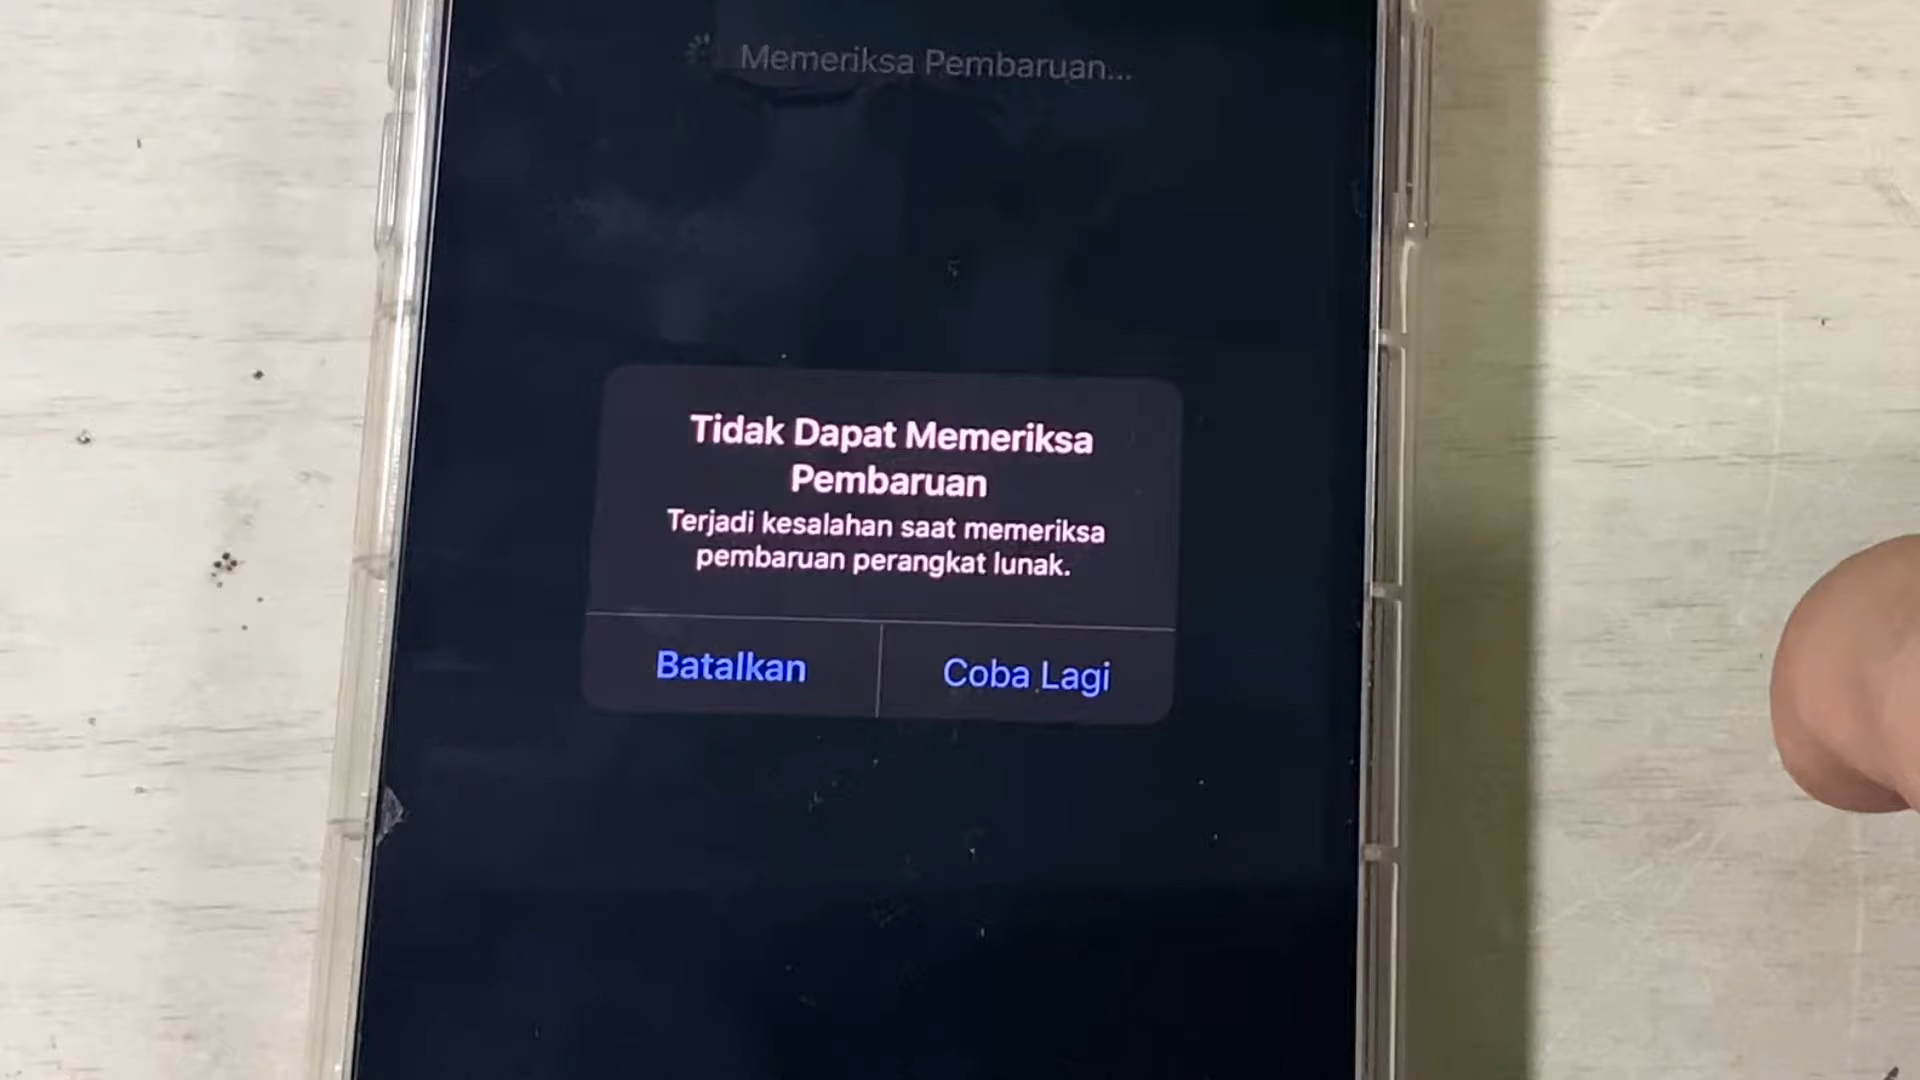 Memeriksa Pembaruan...
Tidak Dapat Memeriksa
Pembaruan
Terjadi kesalahan saat memeriksa
pembaruan perangkat lunak.
Batalkan
Coba Lagi